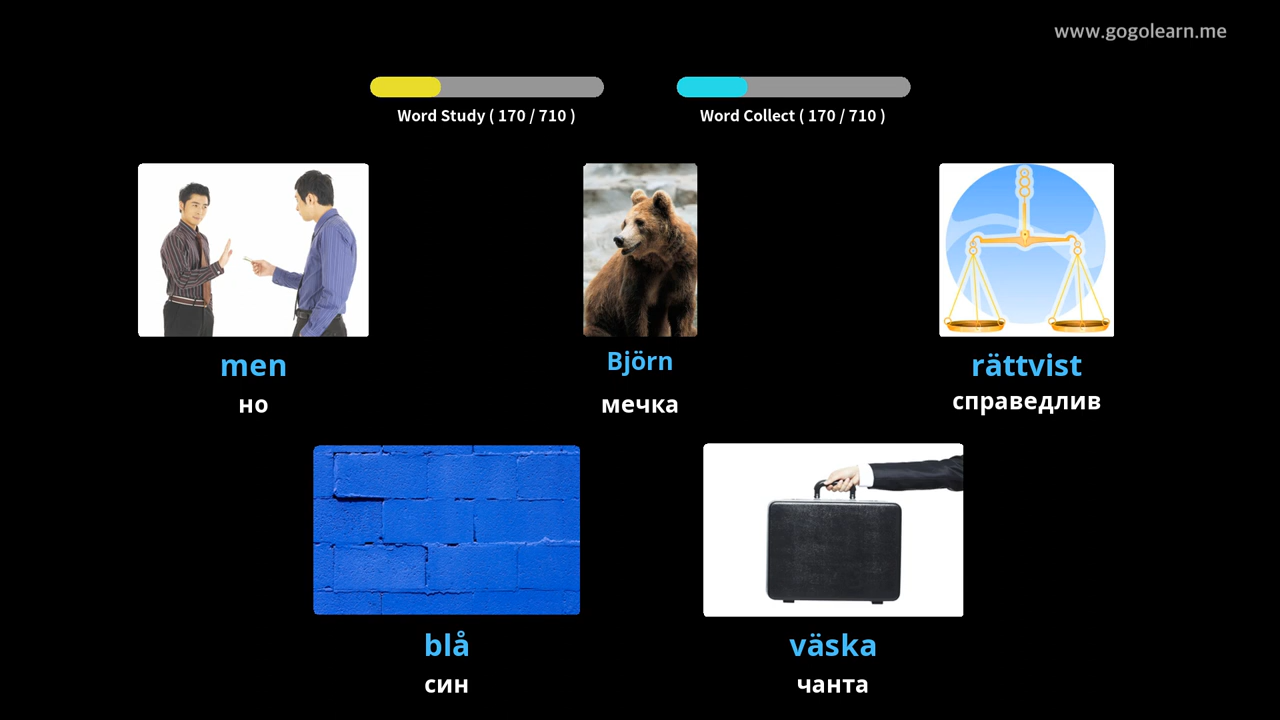 www.gogolearn.me
Word Study ( 170 / 710 )
Word Collect ( 170 / 710 )
men
но
Björn
мечка
rättvist
справедлив
blå
син
väska
чанта